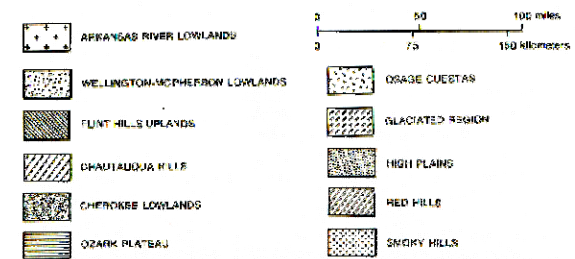 0 50 100 miles
0 75 150 kilometers
ARKANSAS RIVER LOWLANDS
WELLINGTON-MCPHERSON LOWLANDS
FLINT HILLS UPLANDS
CHAUTAUQUA HILLS
CHEROKEE LOWLANDS
OZARK PLATEAU
OSAGE CUESTAS
GLACIATED REGION
HIGH PLAINS
RED HILLS
SMOKY HILLS